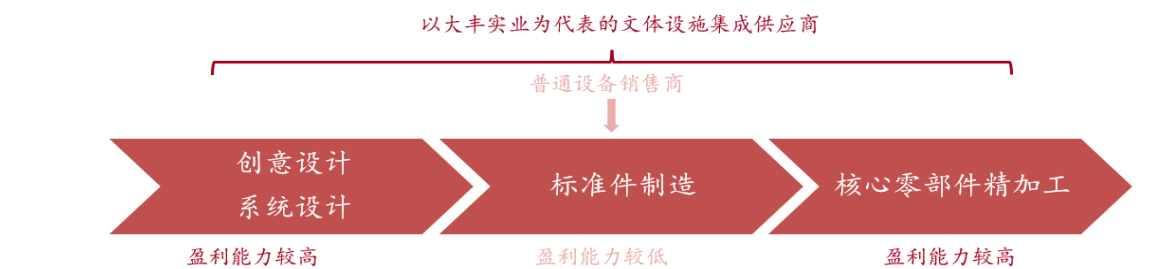 以大丰实业为代表的文体设施集成供应商
普通设备销售商
创意设计
系统设计
标准件制造
核心零部件精加工
盈利能力较高
盈利能力较低
盈利能力较高